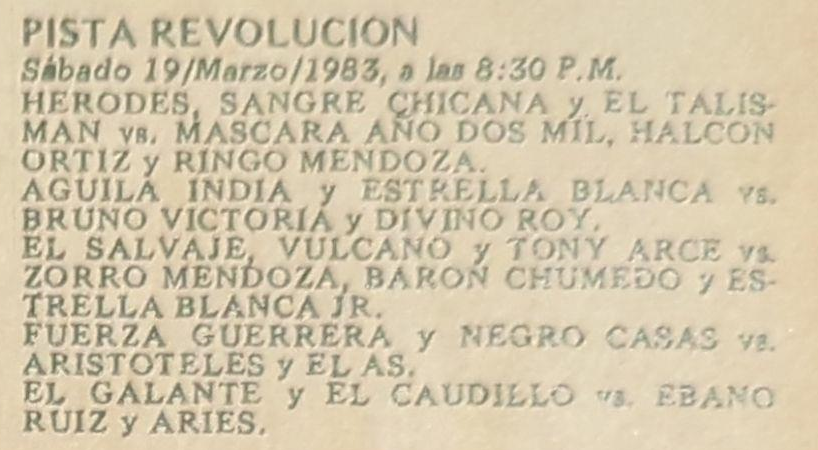 PISTA REVOLUCION
Sábado 19/Marzo/1983, a las 8:30 P.M.
HERODES, SANGRE CHICANA y EL TALIS-
MAN vs. MASCARA AÑO DOS MIL, HALCON
ORTIZ y RINGO MENDOZA.
AGUILA INDIA y ESTRELLA BLANCA vs.
BRUNO VICTORIA y DIVINO ROY.
EL SALVAJE, VULCANO y TONY ARCE vs.
ZORRO MENDOZA, BARON CHUMEDO y ES-
TRELLA BLANCA JR.
FUERZA GUERRERA y NEGRO CASAS vs.
ARISTOTELES y EL AS.
EL GALANTE y EL CAUDILLO vs. EBANO
RUIZ y ARIES.